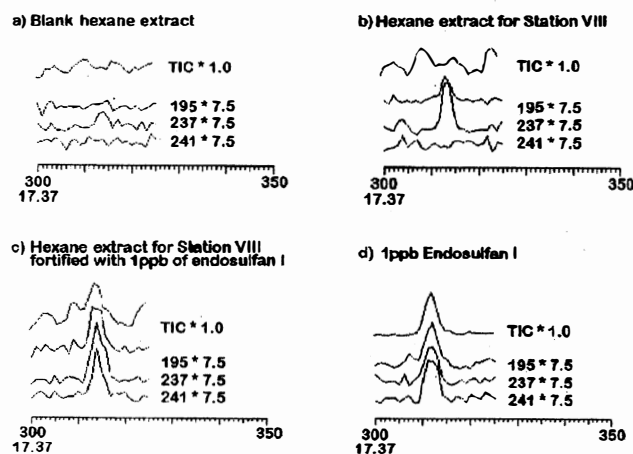 a) Blank hexane extract
TIC * 1.0
195 * 7.5
237 * 7.5
241 * 7.5
300
350
17.37
b) Hexane extract for Station VIII
TIC * 1.0
195 * 7.5
237 * 7.5
241 * 7.5
300
350
17.37
c) Hexane extract for Station VIII
fortified with 1ppb of endosulfan I
TIC * 1.0
195 * 7.5
237 * 7.5
241 * 7.5
300
350
17.37
d) 1ppb Endosulfan I
TIC * 1.0
195 * 7.5
237 * 7.5
241 * 7.5
300
350
17.37